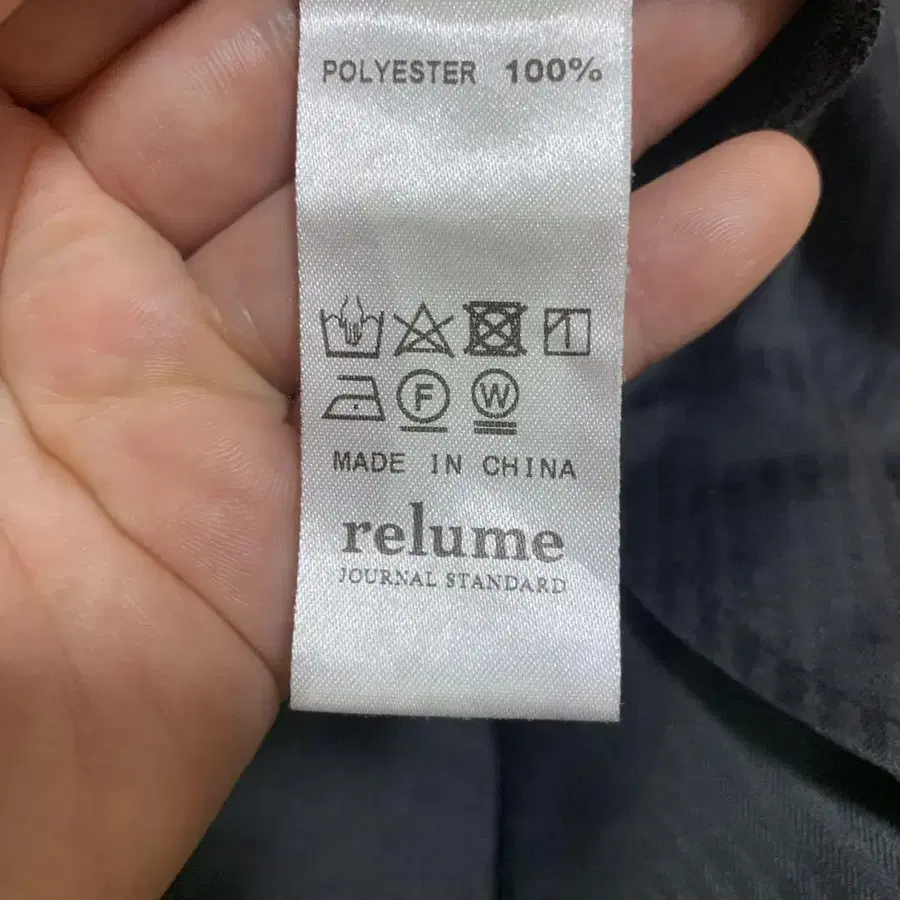 POLYESTER 100%
F W
MADE IN CHINA
relume
JOURNAL STANDARD